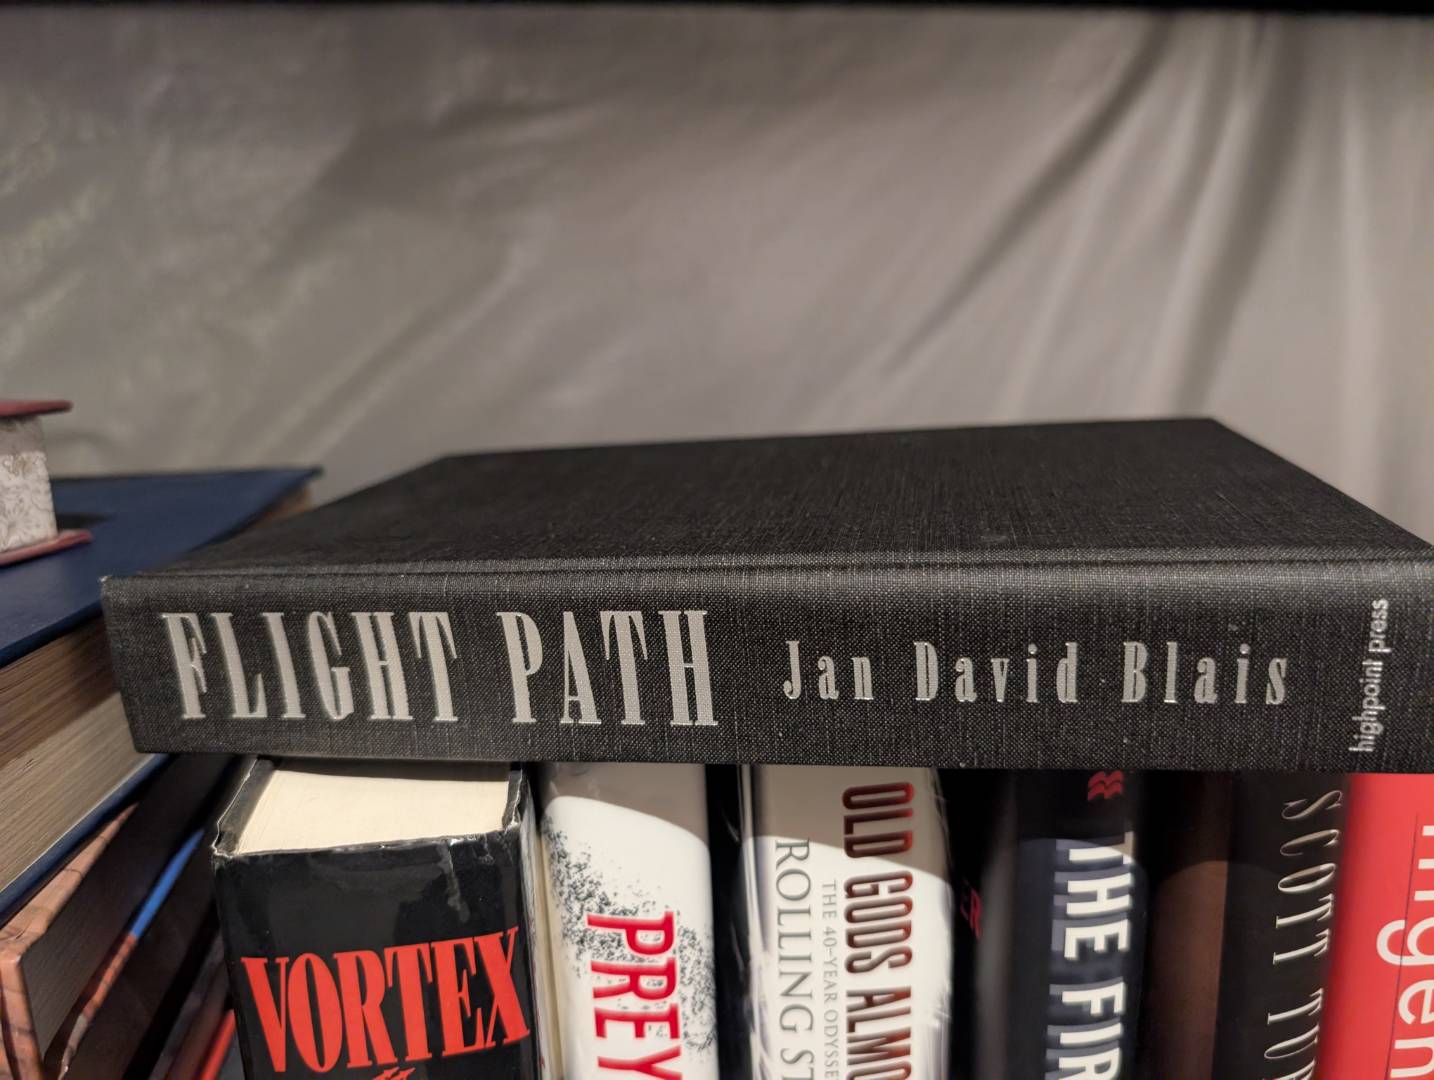 FLIGHT PATH Jan David Blais highpoint press
VORTEX
PREY
OLD GODS ALMO
THE 40-YEAR ODYSSE
ROLLING ST
THE FIR
SCOTT TU